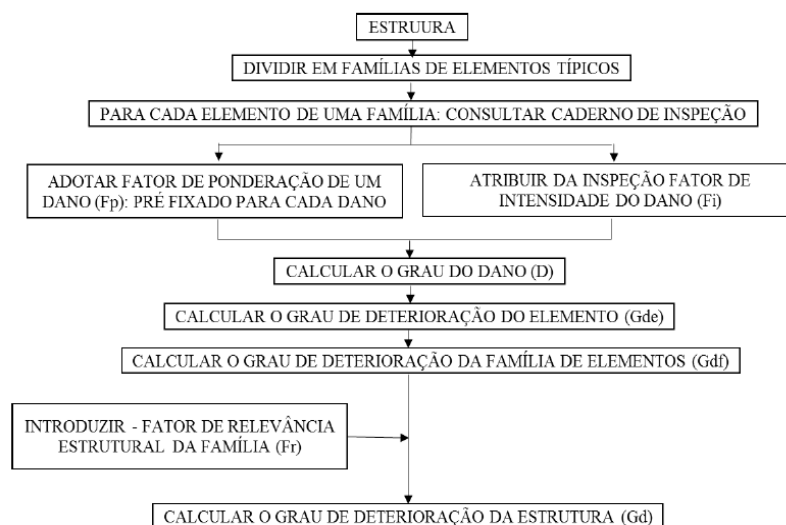 ESTRUURA
DIVIDIR EM FAMÍLIAS DE ELEMENTOS TÍPICOS
PARA CADA ELEMENTO DE UMA FAMÍLIA: CONSULTAR CADERNO DE INSPEÇÃO
ADOTAR FATOR DE PONDERAÇÃO DE UM
DANO (Fp): PRÉ FIXADO PARA CADA DANO
ATRIBUIR DA INSPEÇÃO FATOR DE
INTENSIDADE DO DANO (Fi)
CALCULAR O GRAU DO DANO (D)
CALCULAR O GRAU DE DETERIORAÇÃO DO ELEMENTO (Gde)
CALCULAR O GRAU DE DETERIORAÇÃO DA FAMÍLIA DE ELEMENTOS (Gdf)
INTRODUZIR - FATOR DE RELEVÂNCIA
ESTRUTURAL DA FAMÍLIA (Fr)
CALCULAR O GRAU DE DETERIORAÇÃO DA ESTRUTURA (Gd)